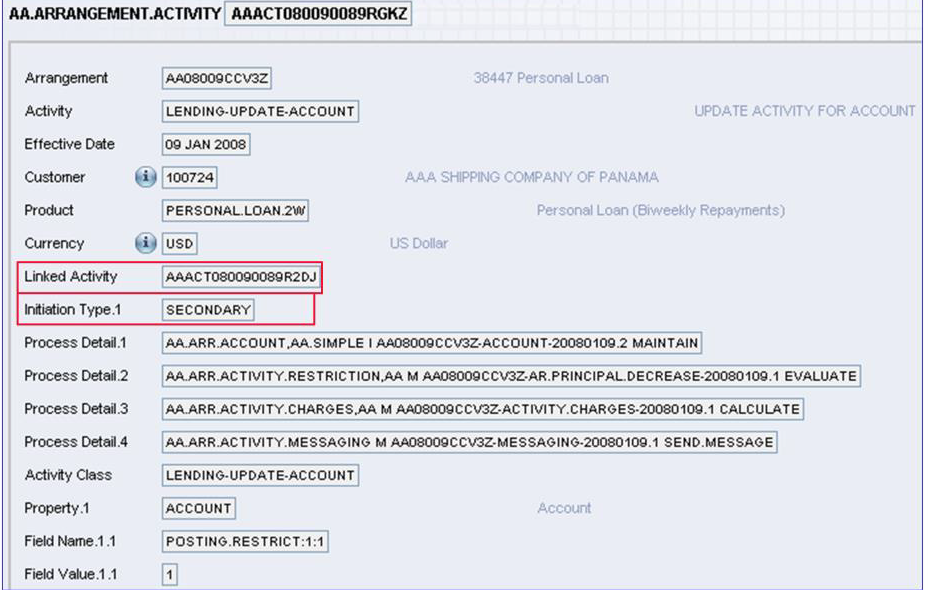 AA.ARRANGEMENT.ACTIVITY AAACT080090089RGKZ
Arrangement AA08009CCV3Z 38447 Personal Loan
Activity LENDING-UPDATE-ACCOUNT UPDATE ACTIVITY FOR ACCOUNT
Effective Date 09 JAN 2008
Customer 100724 AAA SHIPPING COMPANY OF PANAMA
Product PERSONAL.LOAN.2W Personal Loan (Biweekly Repayments)
Currency USD US Dollar
Linked Activity AAACT080090089R2DJ
Initiation Type.1 SECONDARY
Process Detail.1 AA.ARR.ACCOUNT,AA.SIMPLE I AA08009CCV3Z-ACCOUNT-20080109.2 MAINTAIN
Process Detail.2 AA.ARR.ACTIVITY.RESTRICTION,AA M AA08009CCV3Z-AR.PRINCIPAL.DECREASE-20080109.1 EVALUATE
Process Detail.3 AA.ARR.ACTIVITY.CHARGES,AA M AA08009CCV3Z-ACTIVITY.CHARGES-20080109.1 CALCULATE
Process Detail.4 AA.ARR.ACTIVITY.MESSAGING M AA08009CCV3Z-MESSAGING-20080109.1 SEND.MESSAGE
Activity Class LENDING-UPDATE-ACCOUNT
Property.1 ACCOUNT Account
Field Name.1.1 POSTING.RESTRICT:1:1
Field Value.1.1 1